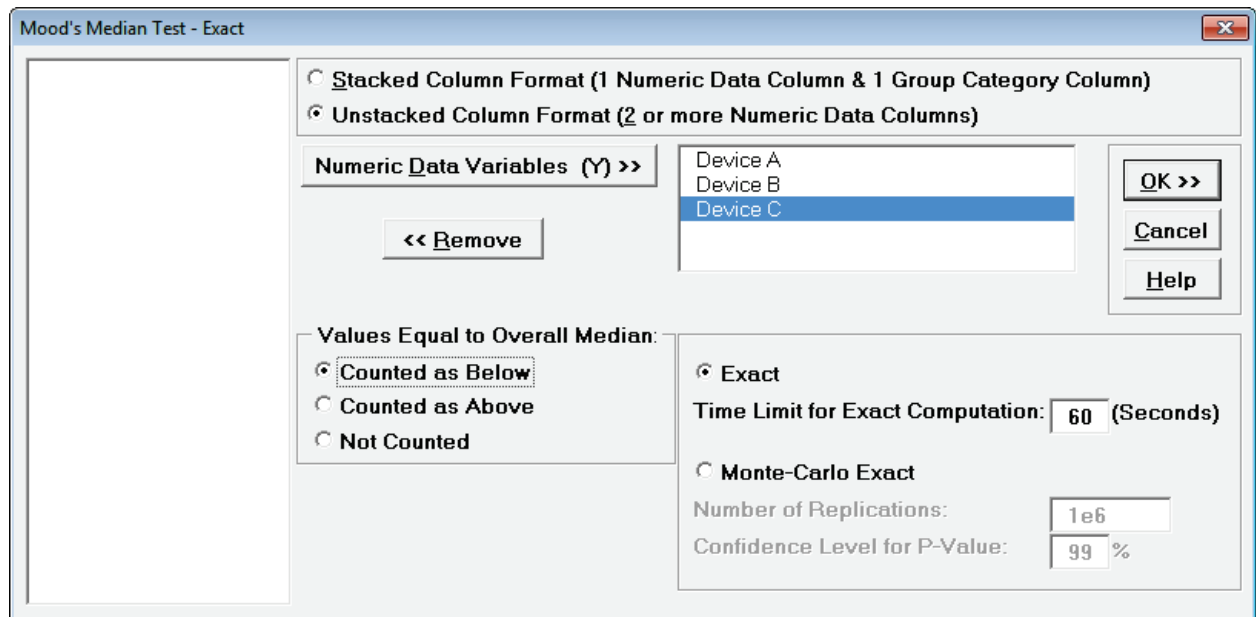 Mood's Median Test - Exact
Stacked Column Format (1 Numeric Data Column & 1 Group Category Column)
Unstacked Column Format (2 or more Numeric Data Columns)
Numeric Data Variables (Y) >>
Device A
Device B
Device C
<< Remove
OK >>
Cancel
Help
Values Equal to Overall Median:
Counted as Below
Counted as Above
Not Counted
Exact
Time Limit for Exact Computation: 60 (Seconds)
Monte-Carlo Exact
Number of Replications: 1e6
Confidence Level for P-Value: 99 %